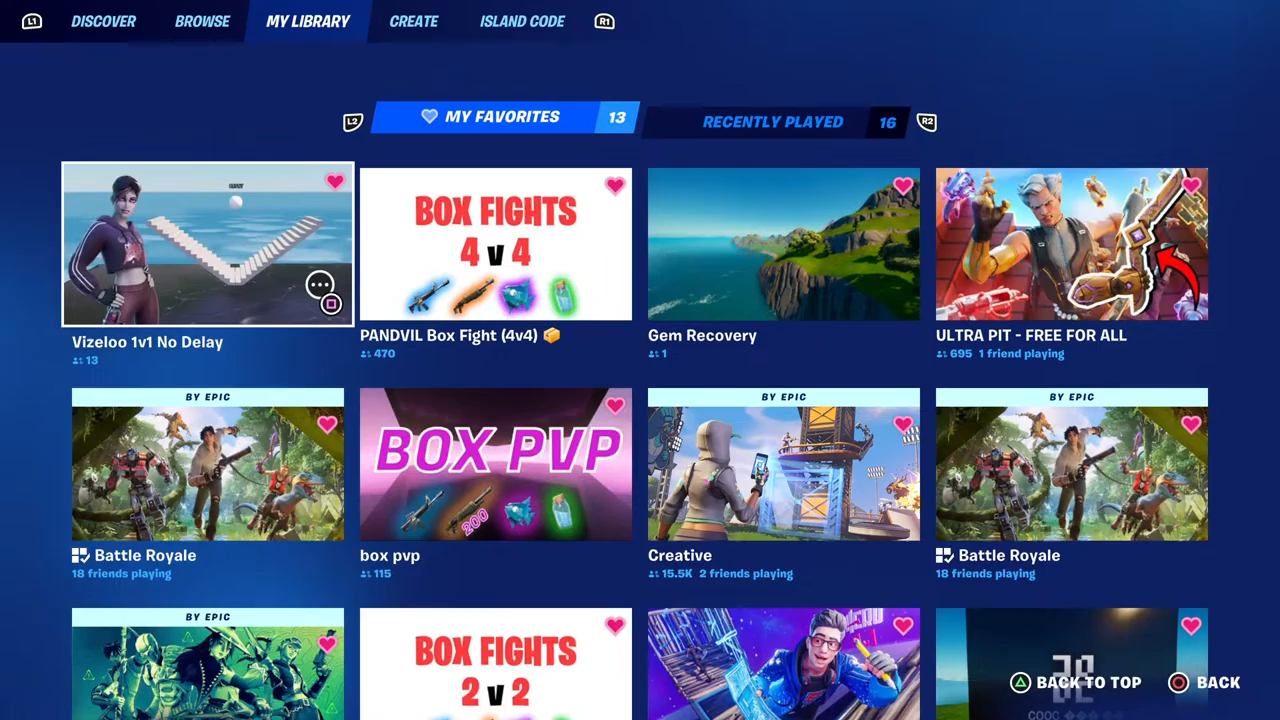 L1 DISCOVER BROWSE MY LIBRARY CREATE ISLAND CODE R1
L2 MY FAVORITES 13 RECENTLY PLAYED 16 R2
BOX FIGHTS
4 v 4
Vizeloo 1v1 No Delay
13
PANDVIL Box Fight (4v4) 📦
470
Gem Recovery
1
ULTRA PIT - FREE FOR ALL
695 1 friend playing
BY EPIC
BOX PVP
200
BY EPIC
BY EPIC
Battle Royale
18 friends playing
box pvp
115
Creative
15.5K 2 friends playing
Battle Royale
18 friends playing
BY EPIC
BOX FIGHTS
2 v 2
BACK TO TOP BACK